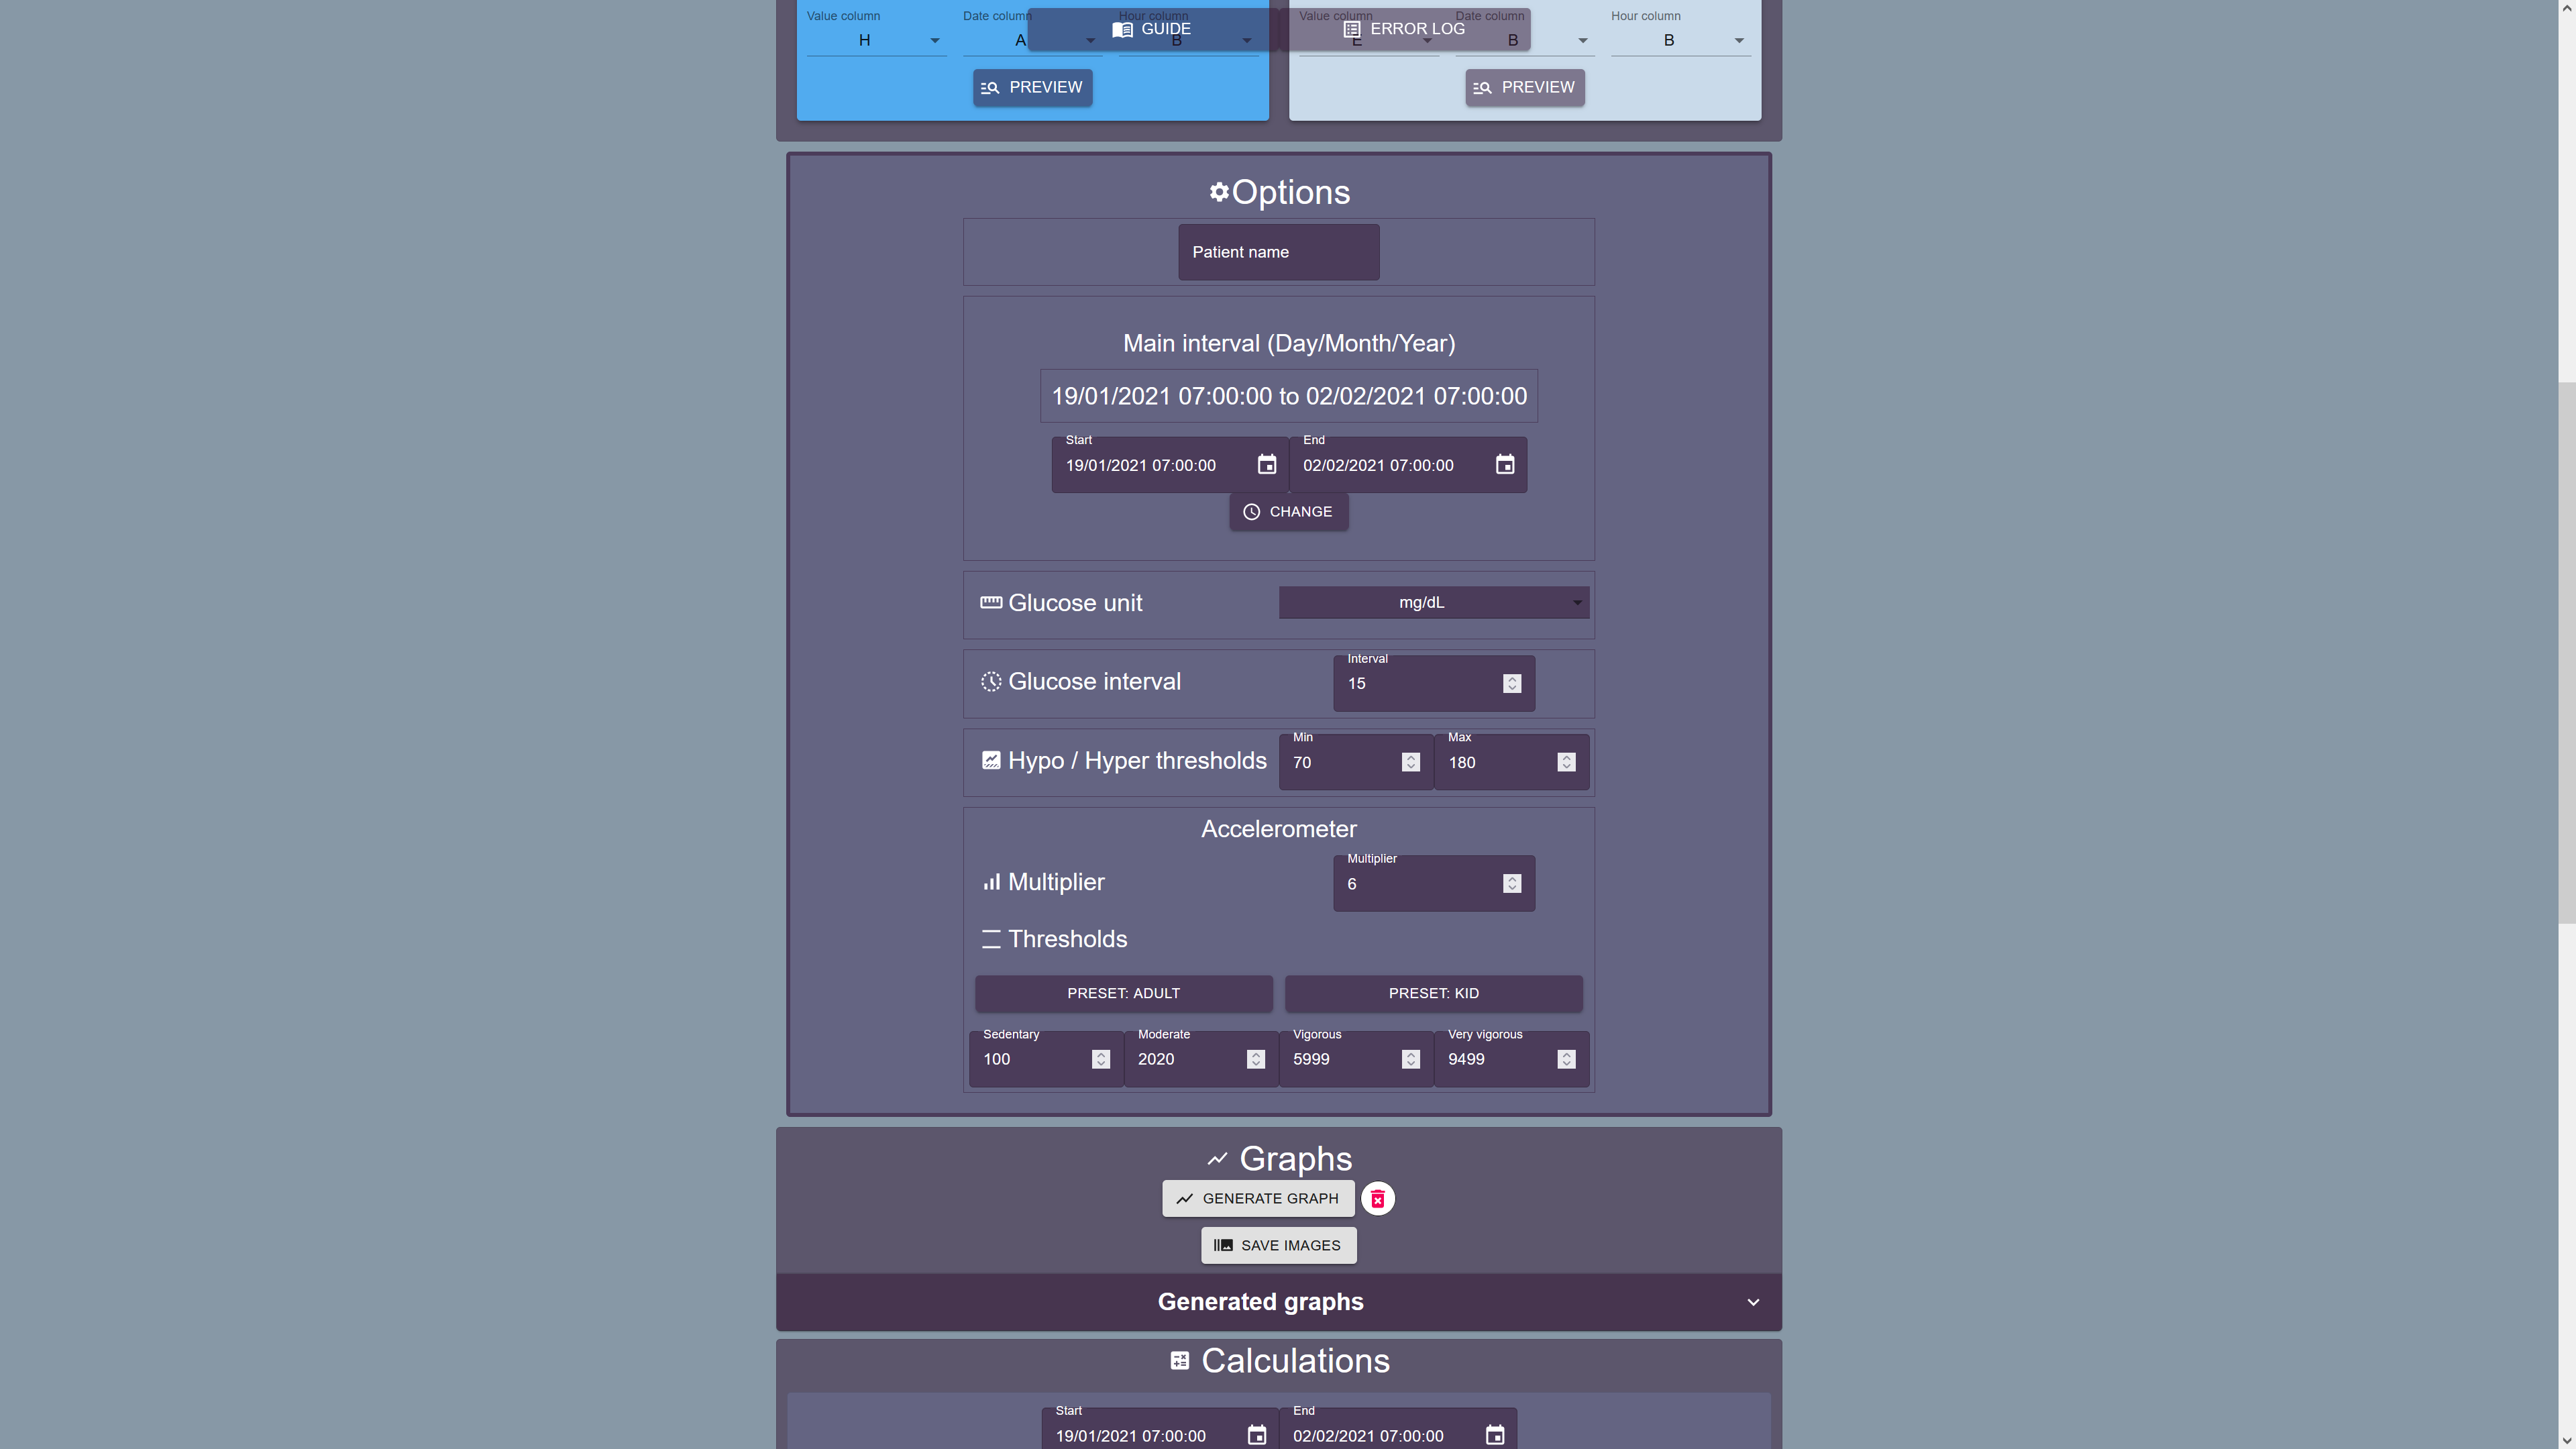 Value column Date column Hour column Value column Date column Hour column
GUIDE ERROR LOG
H A B E B B
PREVIEW PREVIEW
Options
Patient name
Main interval (Day/Month/Year)
19/01/2021 07:00:00 to 02/02/2021 07:00:00
Start End
19/01/2021 07:00:00 02/02/2021 07:00:00
CHANGE
Glucose unit mg/dL
Interval
Glucose interval 15
Min Max
Hypo / Hyper thresholds 70 180
Accelerometer
Multiplier
Multiplier 6
Thresholds
PRESET: ADULT PRESET: KID
Sedentary Moderate Vigorous Very vigorous
100 2020 5999 9499
Graphs
GENERATE GRAPH
SAVE IMAGES
Generated graphs
Calculations
Start End
19/01/2021 07:00:00 02/02/2021 07:00:00